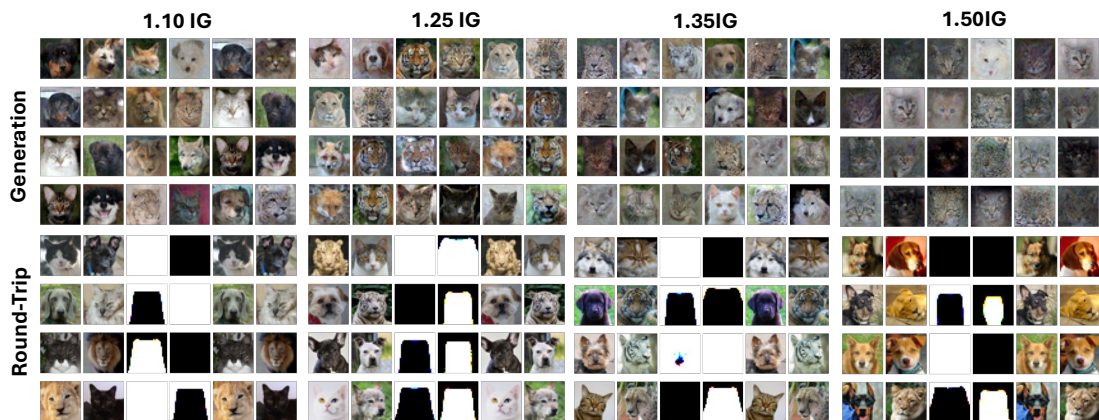 1.10 IG
1.25 IG
1.35IG
1.50IG
Generation
Round-Trip